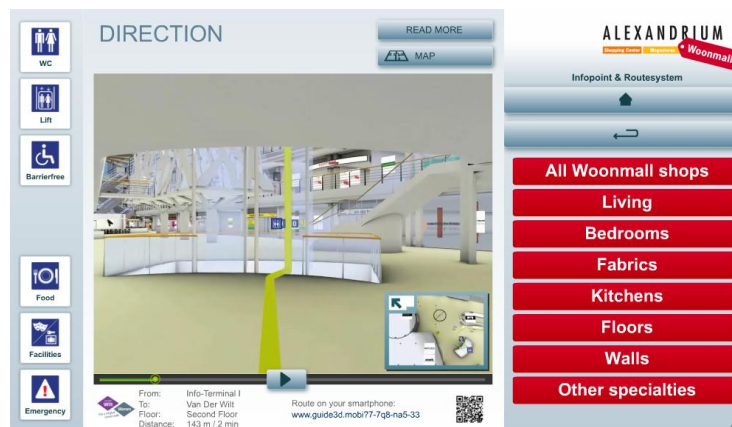 WC
Lift
Barrierfree
Food
Facilities
Emergency
DIRECTION
READ MORE
MAP
From: Info-Terminal I
To: Van Der Wilt
Floor: Second Floor
Distance: 143 m / 2 min
Route on your smartphone:
www.guide3d.mobi?7-7q8-na5-33
ALEXANDRIUM
Shopping Center Megastores Woonmall
Infopoint & Routesystem
All Woonmall shops
Living
Bedrooms
Fabrics
Kitchens
Floors
Walls
Other specialties